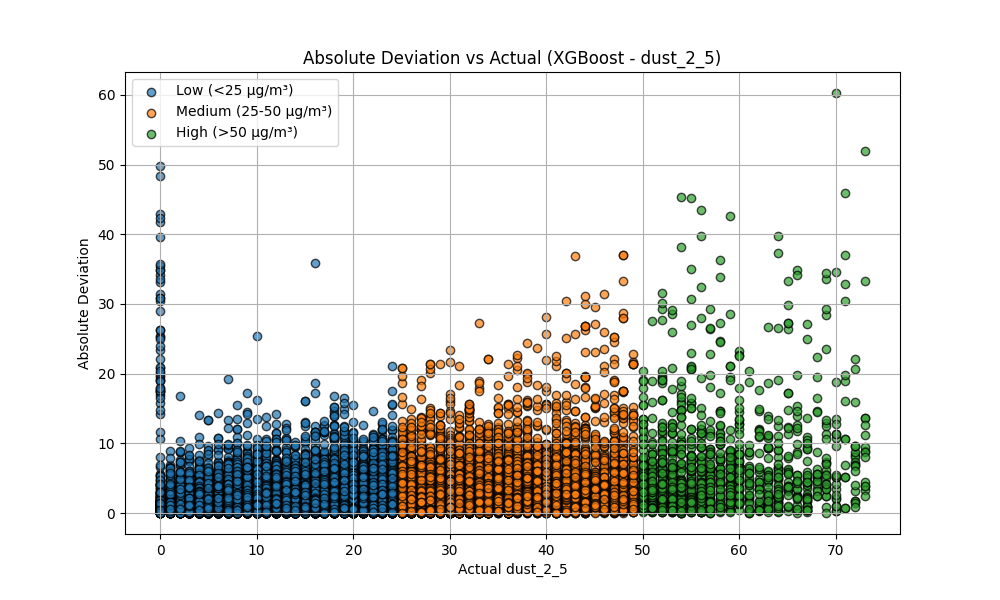 Absolute Deviation vs Actual (XGBoost - dust_2_5)
Low (<25 µg/m³)
Medium (25-50 µg/m³)
High (>50 µg/m³)
Absolute Deviation
60
50
40
30
20
10
0
0 10 20 30 40 50 60 70
Actual dust_2_5